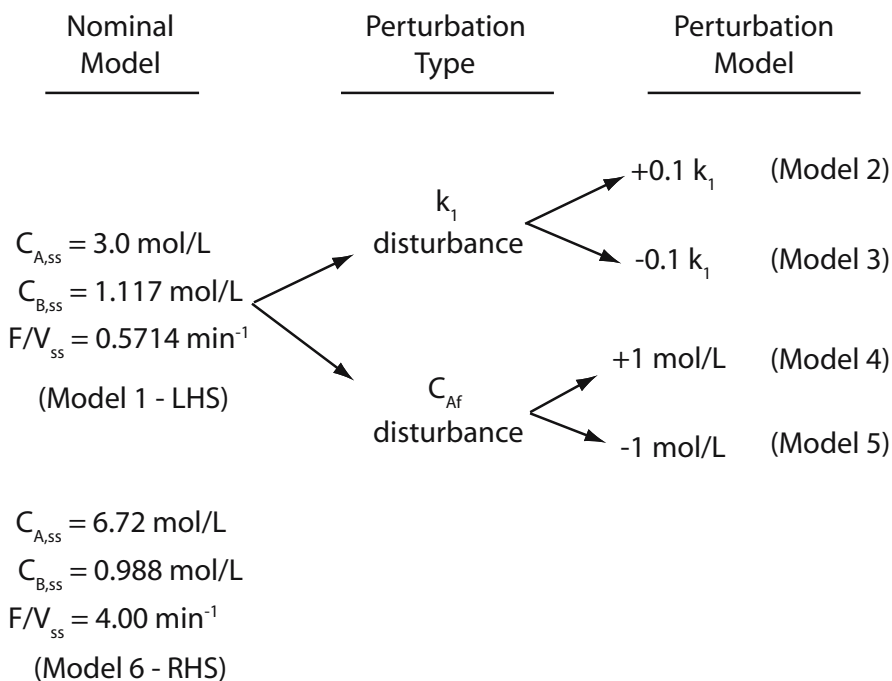 Nominal Model
Perturbation Type
Perturbation Model
C_A,ss = 3.0 mol/L
C_B,ss = 1.117 mol/L
F/V_ss = 0.5714 min⁻¹
(Model 1 - LHS)
k₁
disturbance
+0.1 k₁ (Model 2)
-0.1 k₁ (Model 3)
C_Af
disturbance
+1 mol/L (Model 4)
-1 mol/L (Model 5)
C_A,ss = 6.72 mol/L
C_B,ss = 0.988 mol/L
F/V_ss = 4.00 min⁻¹
(Model 6 - RHS)